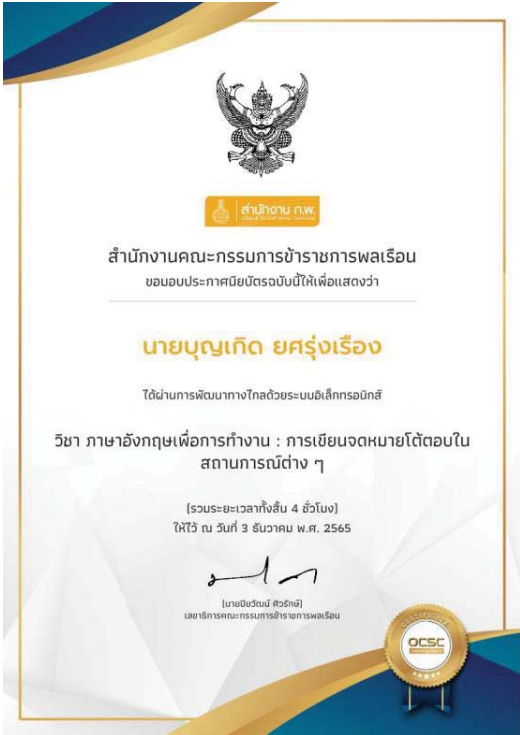 สำนักงาน ก.พ.
Office of the Civil Service Commission
สำนักงานคณะกรรมการข้าราชการพลเรือน
ขอมอบประกาศนียบัตรฉบับนี้ให้เพื่อแสดงว่า
นายบุญเกิด ยศรุ่งเรือง
ได้ผ่านการพัฒนาทางไกลด้วยระบบอิเล็กทรอนิกส์
วิชา ภาษาอังกฤษเพื่อการทำงาน : การเขียนจดหมายโต้ตอบใน
สถานการณ์ต่าง ๆ
(รวมระยะเวลาทั้งสิ้น 4 ชั่วโมง)
ให้ไว้ ณ วันที่ 3 ธันวาคม พ.ศ. 2565
(นายปิยวัฒน์ ศิวรักษ์)
เลขาธิการคณะกรรมการข้าราชการพลเรือน
CERTIFICATE
OCSC